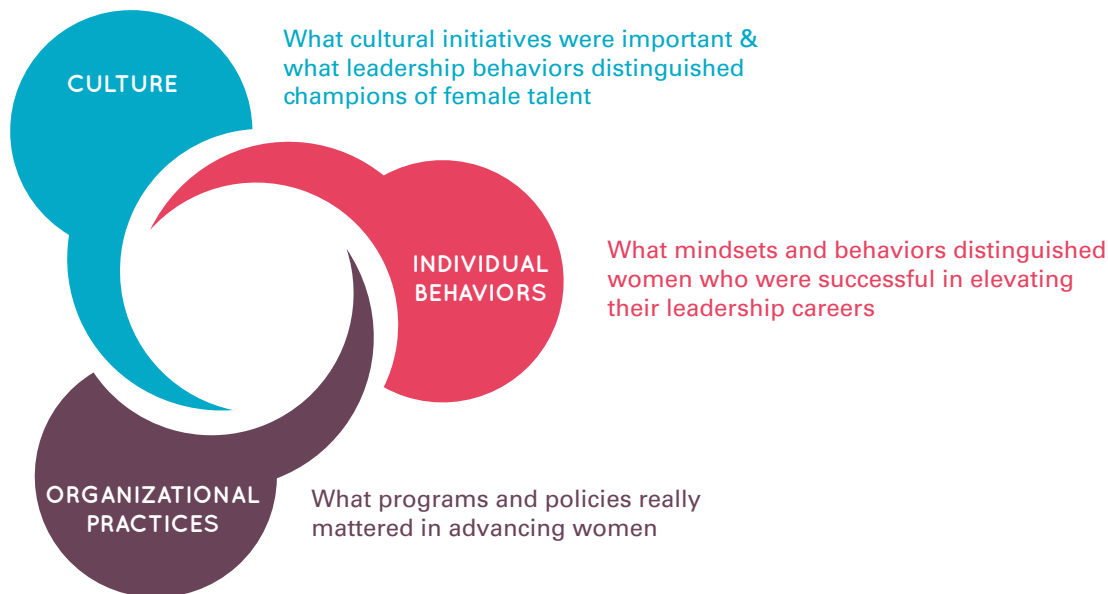 CULTURE
What cultural initiatives were important &
what leadership behaviors distinguished
champions of female talent
INDIVIDUAL
BEHAVIORS
What mindsets and behaviors distinguished
women who were successful in elevating
their leadership careers
ORGANIZATIONAL
PRACTICES
What programs and policies really
mattered in advancing women